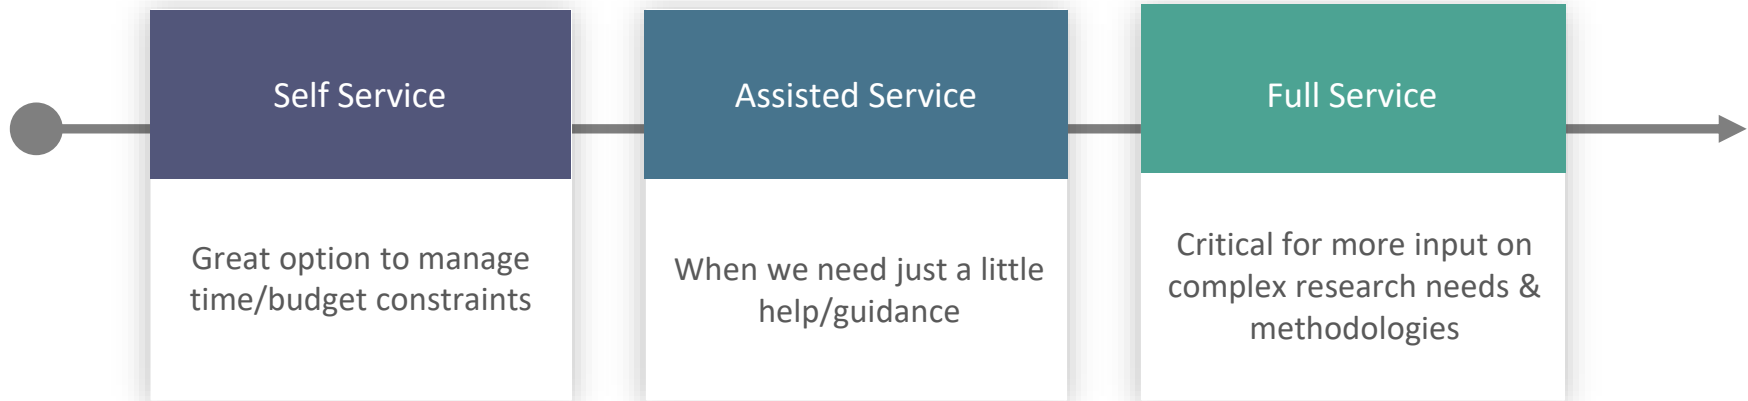 Self Service
Great option to manage
time/budget constraints
Assisted Service
When we need just a little
help/guidance
Full Service
Critical for more input on
complex research needs &
methodologies